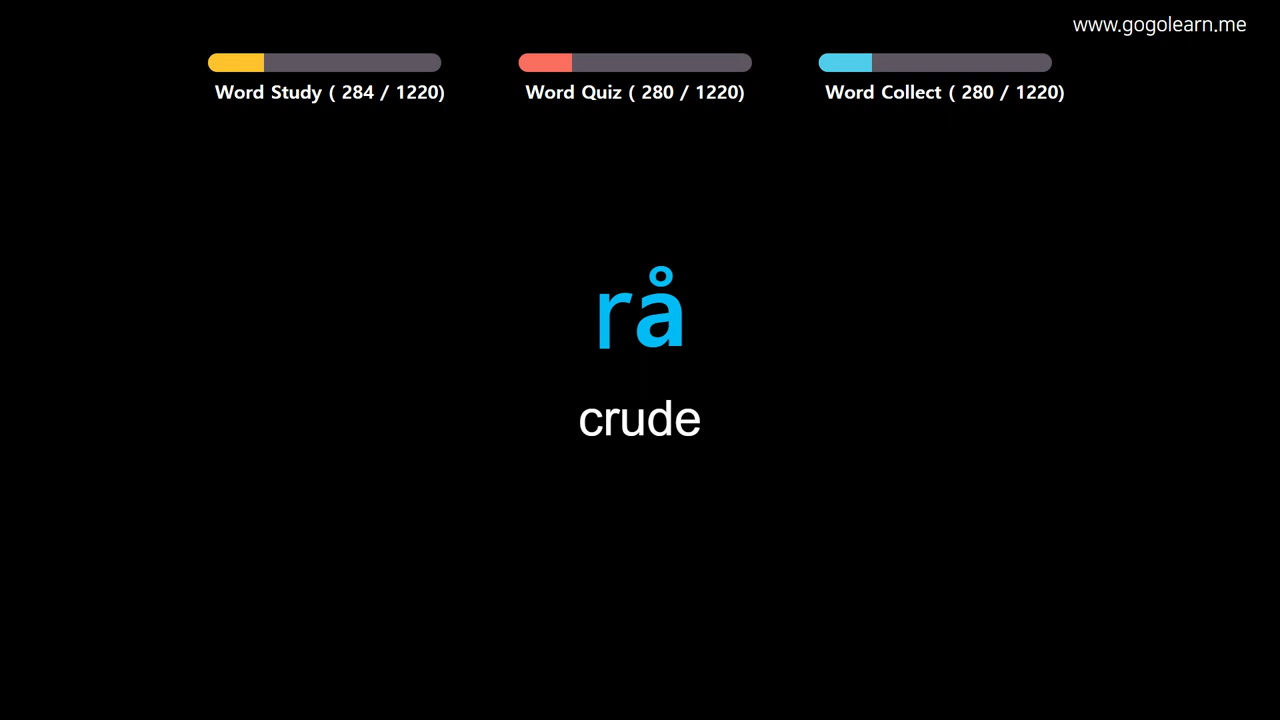 www.gogolearn.me
Word Study ( 284 / 1220)
Word Quiz ( 280 / 1220)
Word Collect ( 280 / 1220)
rå
crude